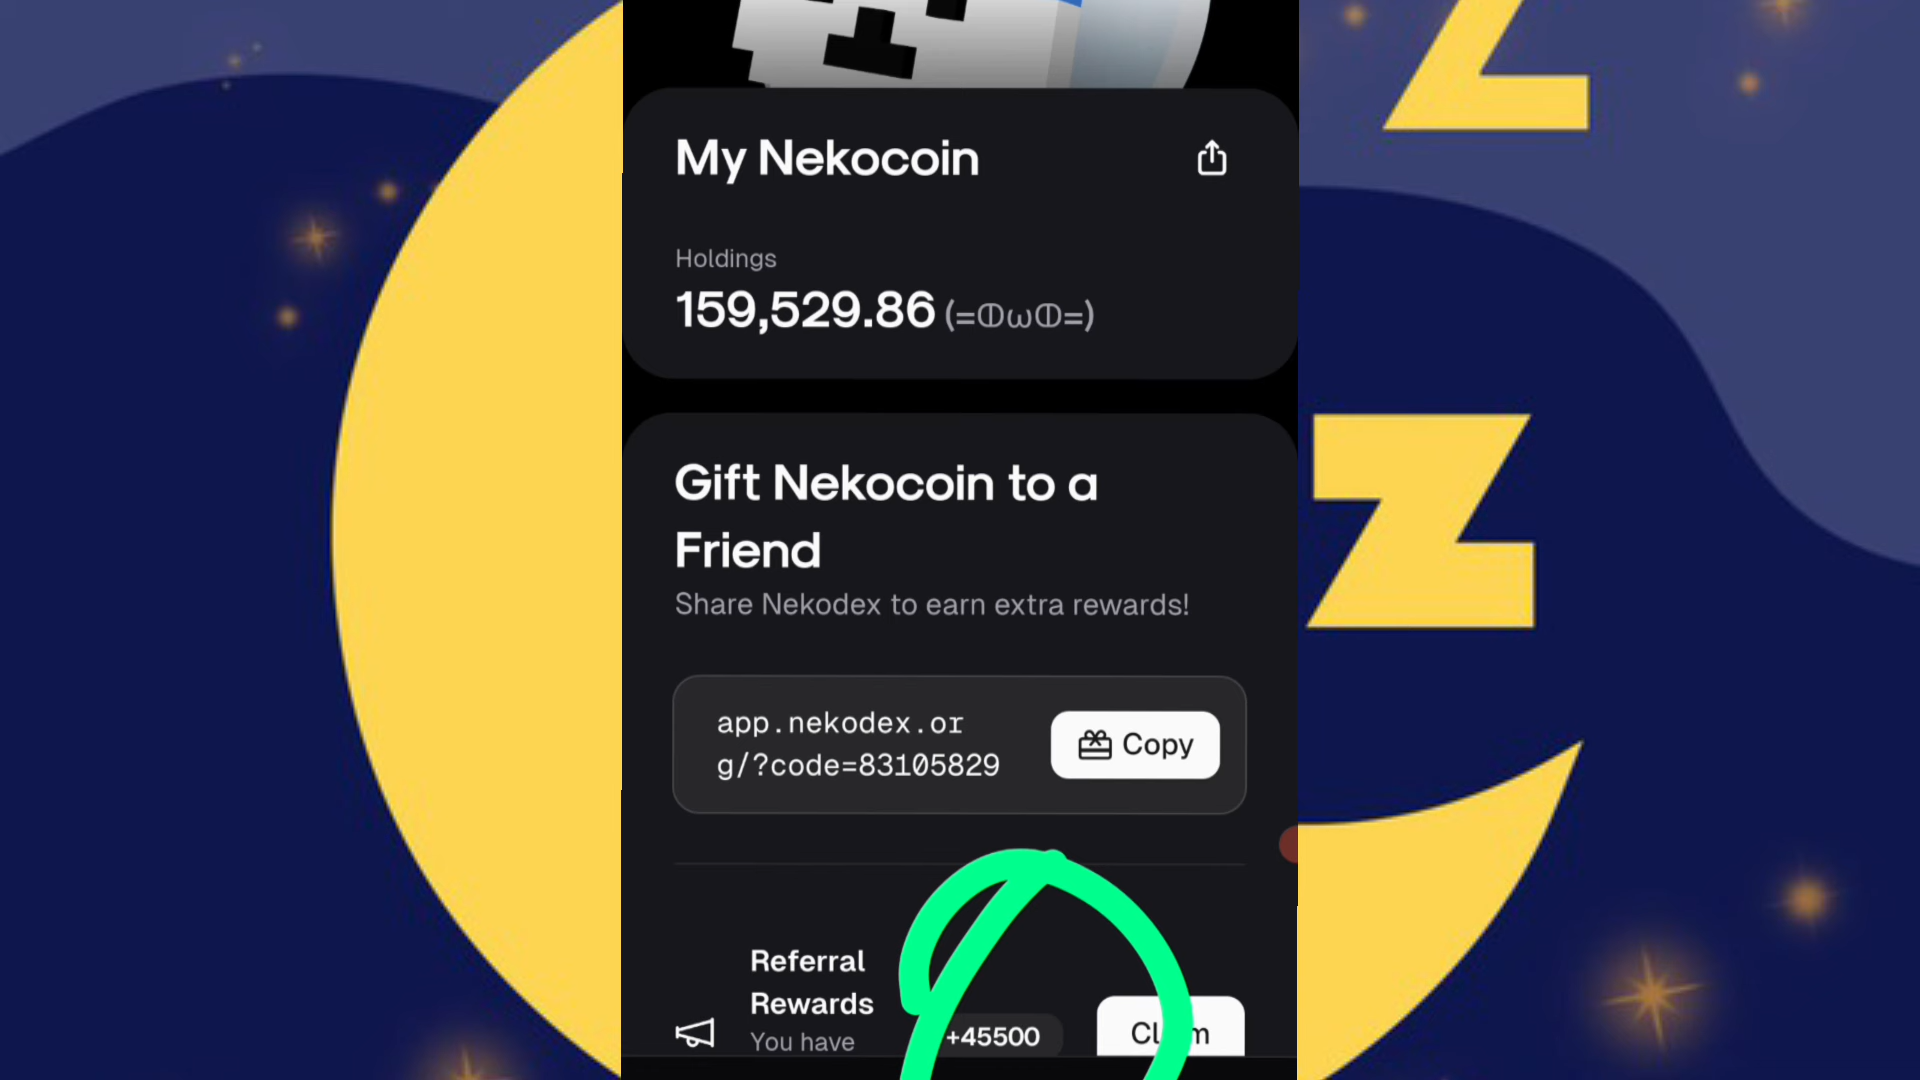 My Nekocoin
Holdings
159,529.86 (=ↀωↀ=)
Gift Nekocoin to a
Friend
Share Nekodex to earn extra rewards!
app.nekodex.or
g/?code=83105829
Copy
Referral
Rewards
You have
+45500
z
z